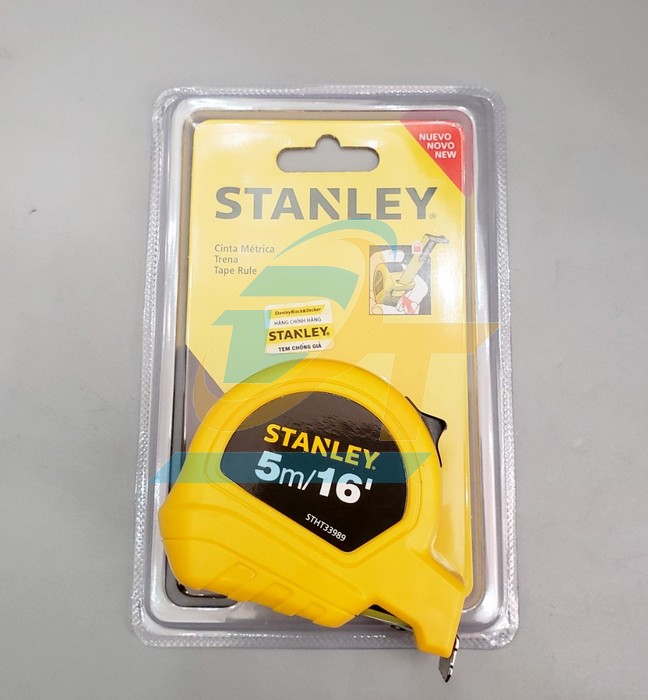 NUEVO
NOVO
NEW
STANLEY®
Cinta Métrica
Trena
Tape Rule
StanleyBlack&Decker
HÀNG CHÍNH HÃNG
STANLEY
TEM CHỐNG GIẢ
STANLEY.
5m/16'
STHT33989